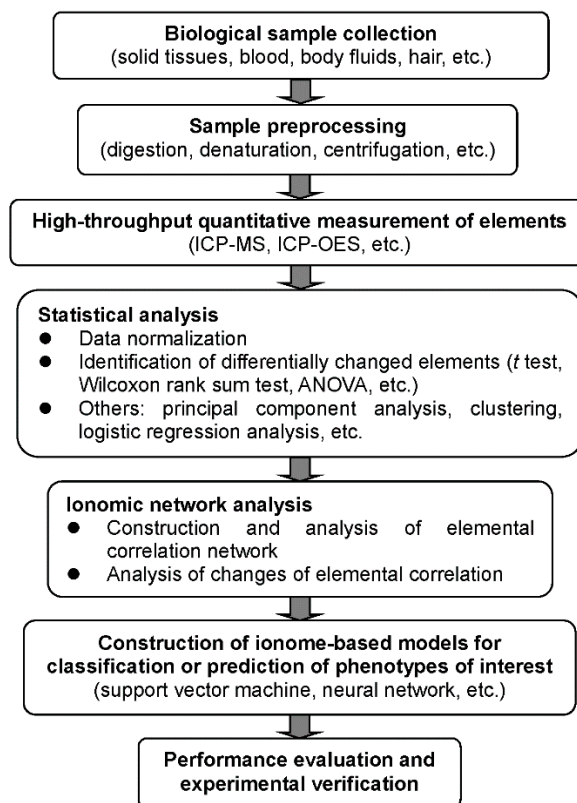 Biological sample collection
(solid tissues, blood, body fluids, hair, etc.)
Sample preprocessing
(digestion, denaturation, centrifugation, etc.)
High-throughput quantitative measurement of elements
(ICP-MS, ICP-OES, etc.)
Statistical analysis
● Data normalization
● Identification of differentially changed elements (t test,
Wilcoxon rank sum test, ANOVA, etc.)
● Others: principal component analysis, clustering,
logistic regression analysis, etc.
Ionomic network analysis
● Construction and analysis of elemental
correlation network
● Analysis of changes of elemental correlation
Construction of ionome-based models for
classification or prediction of phenotypes of interest
(support vector machine, neural network, etc.)
Performance evaluation and
experimental verification